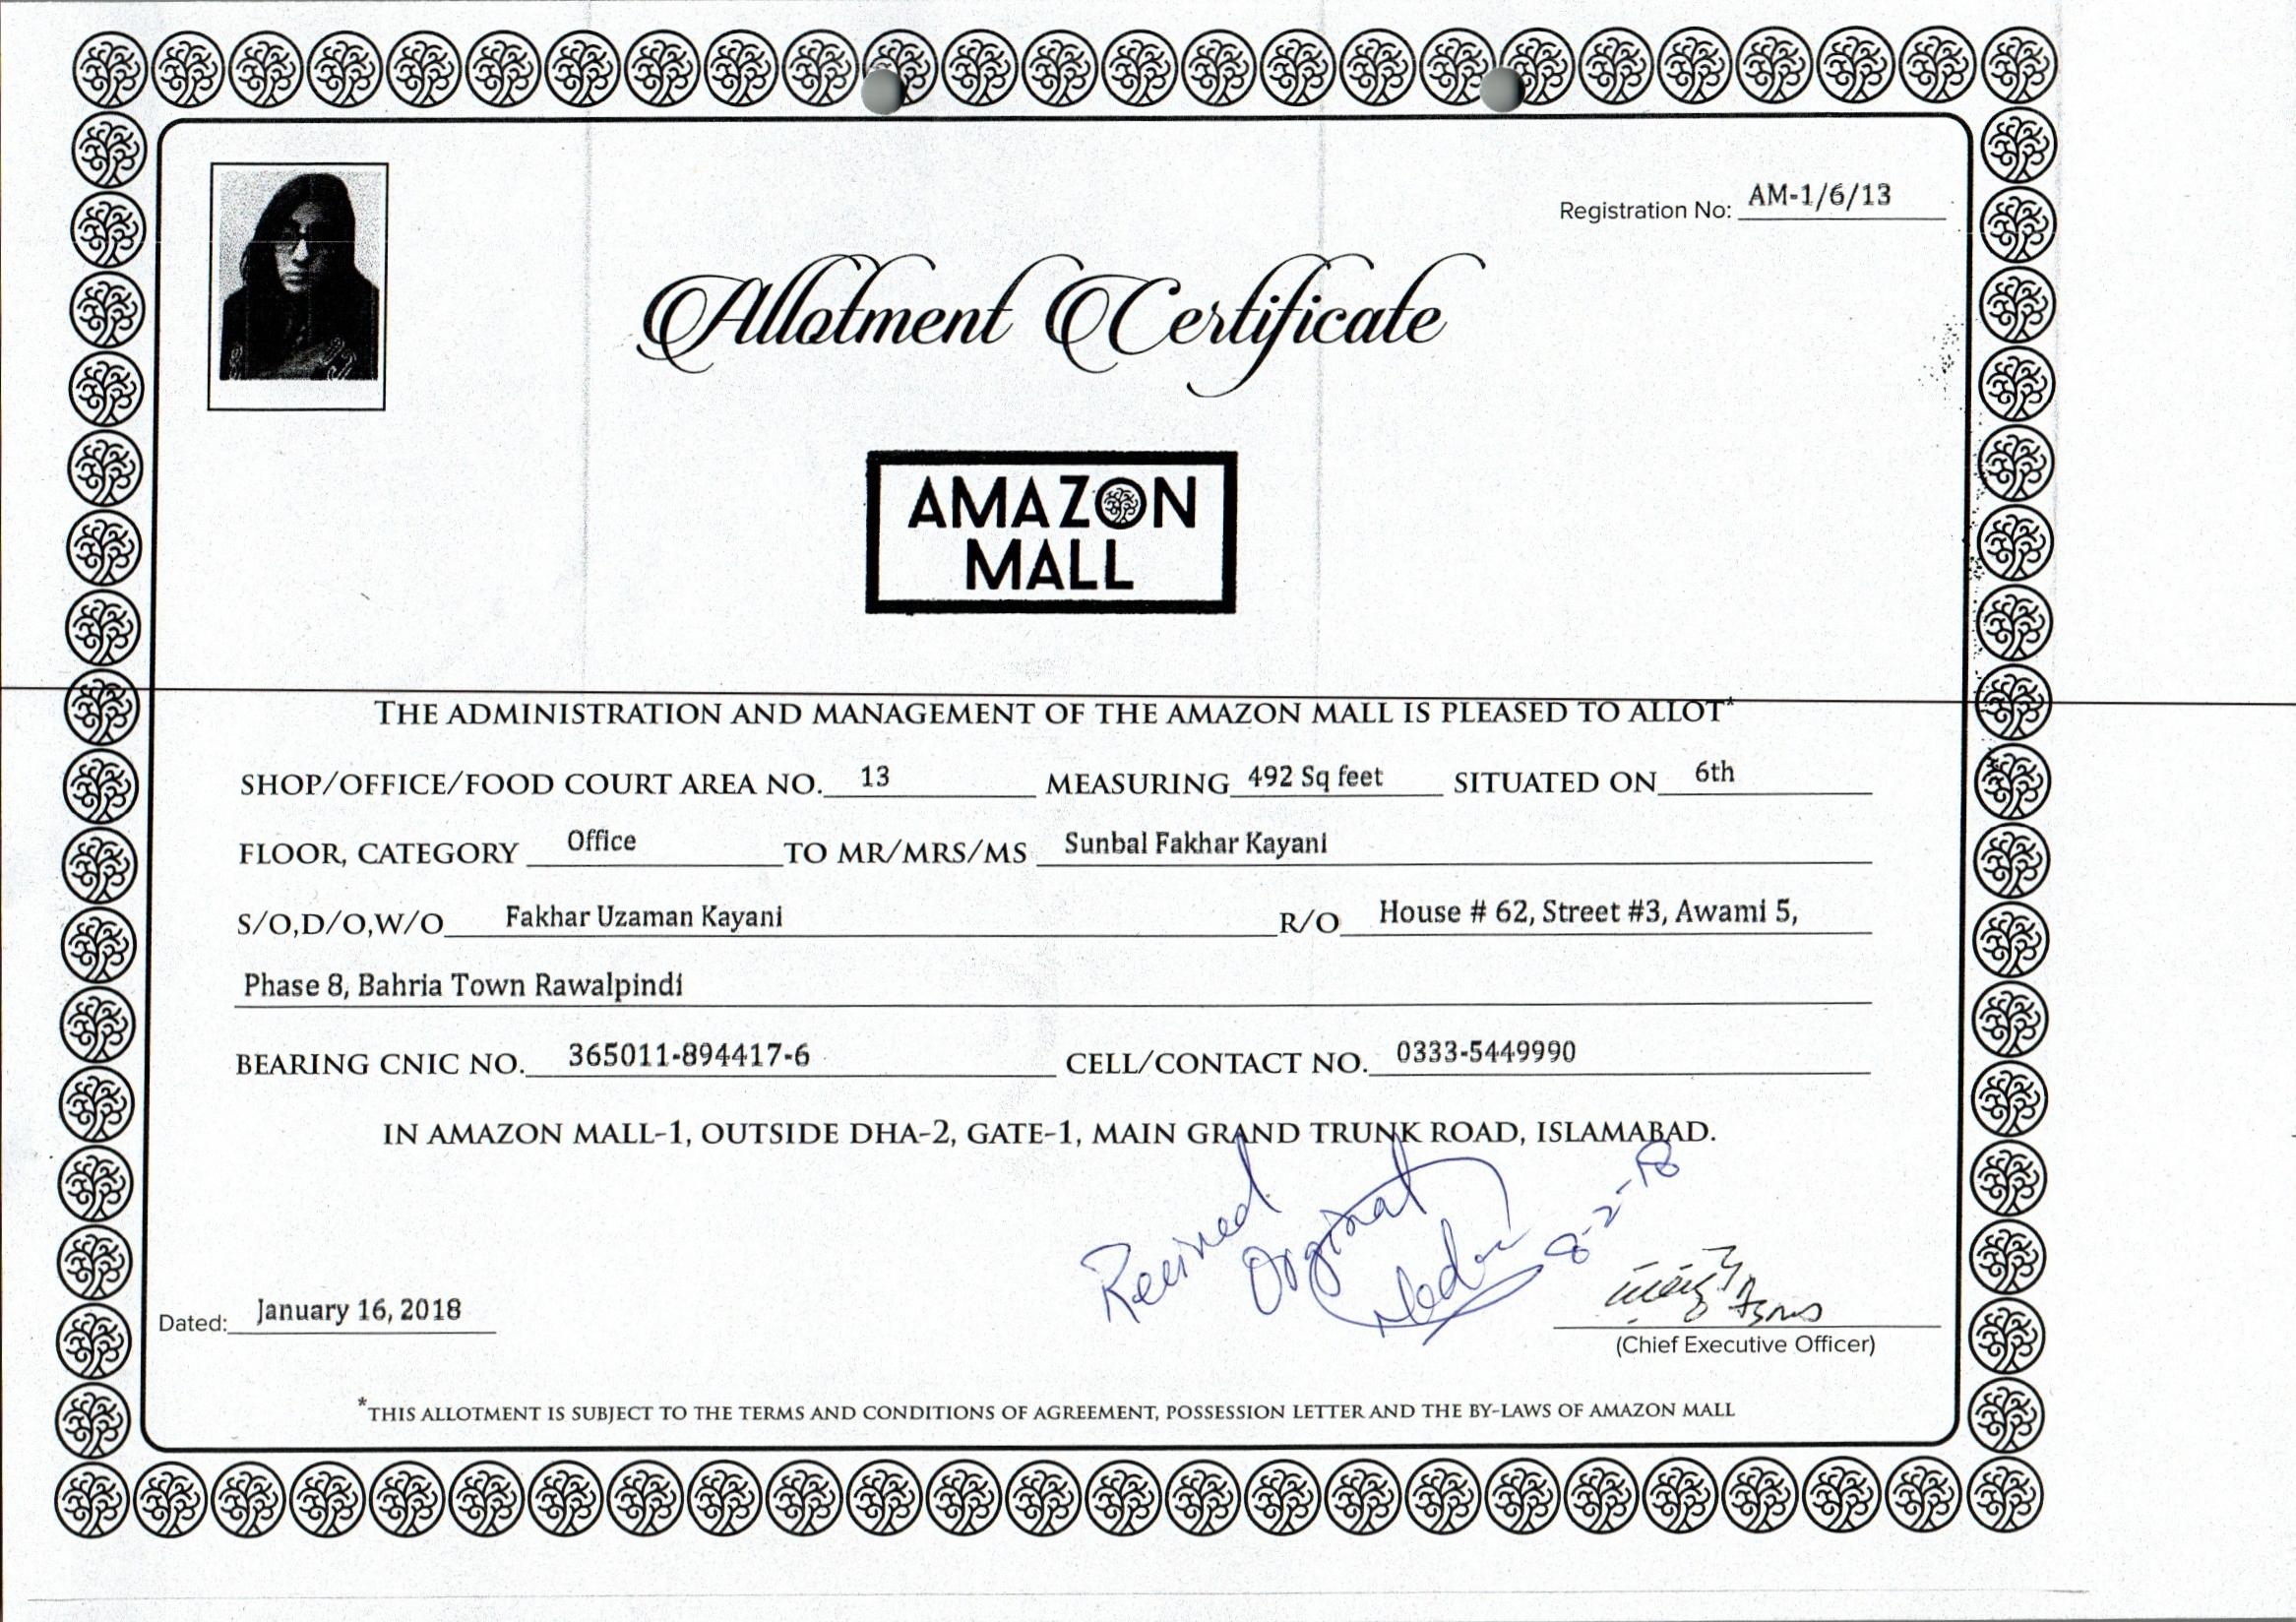 Registration No: AM-1/6/13
Allotment Certificate
AMAZON
MALL
THE ADMINISTRATION AND MANAGEMENT OF THE AMAZON MALL IS PLEASED TO ALLOT*
SHOP/OFFICE/FOOD COURT AREA NO. 13 MEASURING 492 Sq feet SITUATED ON 6th
FLOOR, CATEGORY Office TO MR/MRS/MS Sunbal Fakhar Kayani
S/O,D/O,W/O Fakhar Uzaman Kayani R/O House # 62, Street #3, Awami 5,
Phase 8, Bahria Town Rawalpindi
BEARING CNIC NO. 365011-894417-6 CELL/CONTACT NO. 0333-5449990
IN AMAZON MALL-1, OUTSIDE DHA-2, GATE-1, MAIN GRAND TRUNK ROAD, ISLAMABAD.
Received
Orginal
8-2-18
Dated: January 16, 2018
(Chief Executive Officer)
*THIS ALLOTMENT IS SUBJECT TO THE TERMS AND CONDITIONS OF AGREEMENT, POSSESSION LETTER AND THE BY-LAWS OF AMAZON MALL